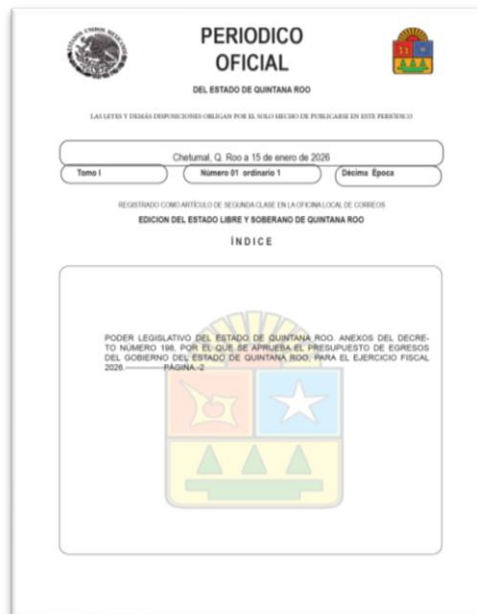 PERIODICO
OFICIAL
DEL ESTADO DE QUINTANA ROO
LAS LEYES Y DEMÁS DISPOSICIONES OBLIGAN POR EL SOLO HECHO DE PUBLICARSE EN ESTE PERIÓDICO
Chetumal, Q. Roo a 15 de enero de 2026
Tomo I
Número 01 ordinario 1
Décima Época
REGISTRADO COMO ARTÍCULO DE SEGUNDA CLASE EN LA OFICINA LOCAL DE CORREOS
EDICION DEL ESTADO LIBRE Y SOBERANO DE QUINTANA ROO
ÍNDICE
PODER LEGISLATIVO DEL ESTADO DE QUINTANA ROO. ANEXOS DEL DECRE-
TO NÚMERO 198, POR EL QUE SE APRUEBA EL PRESUPUESTO DE EGRESOS
DEL GOBIERNO DEL ESTADO DE QUINTANA ROO, PARA EL EJERCICIO FISCAL
2026.————PÁGINA.-2